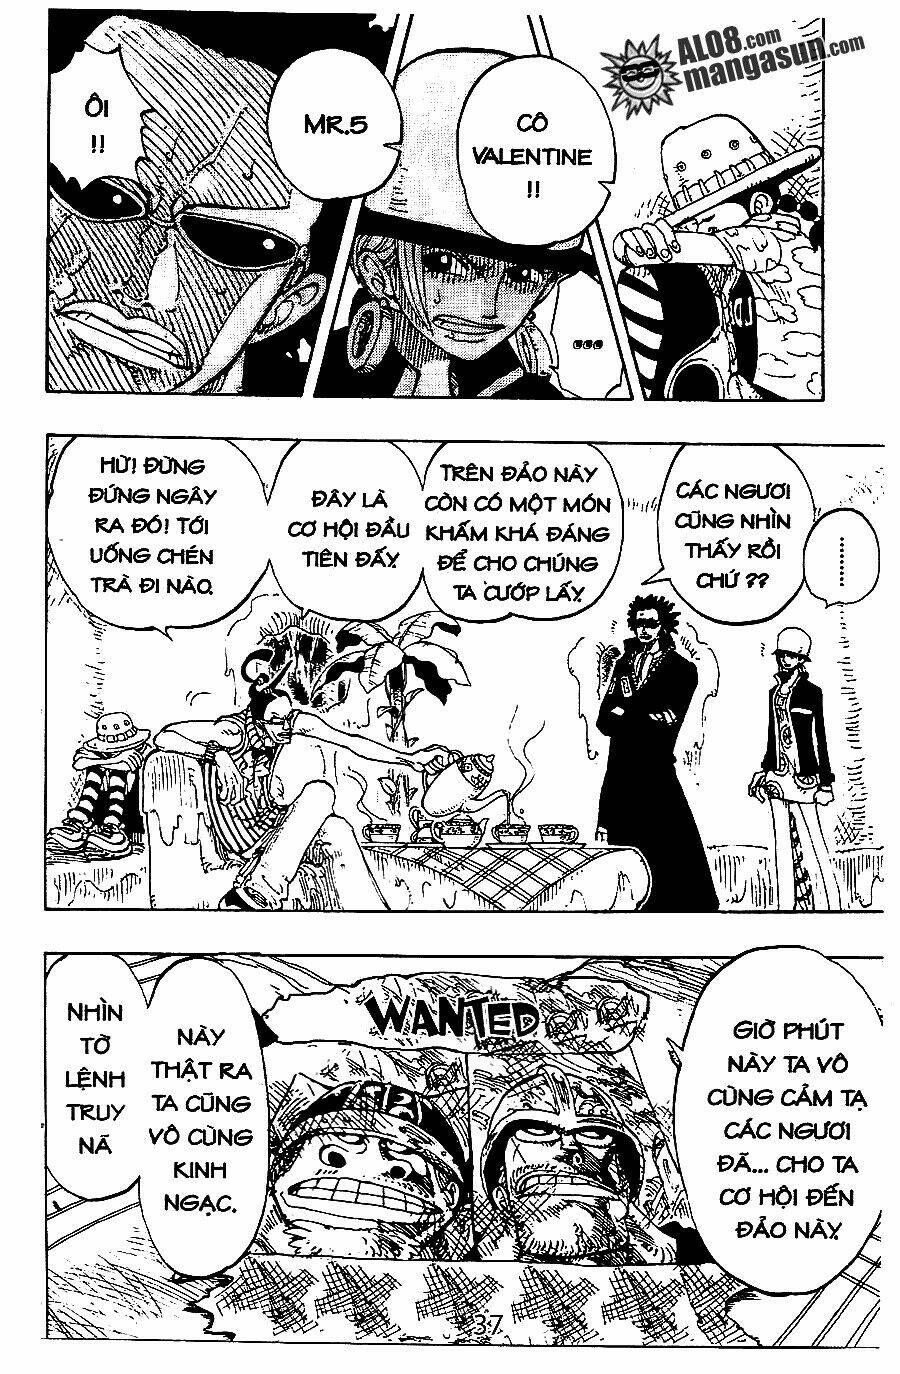 AL08.com
mangasun.com
CÔ
VALENTINE
!!
MR.5
ÔI
!!
CÁC NGƯƠI
CŨNG NHÌN
THẤY RỒI
CHỨ ??
TRÊN ĐẢO NÀY
CÒN CÓ MỘT MÓN
KHẤM KHÁ ĐÁNG
ĐỂ CHO CHÚNG
TA CƯỚP LẤY.
ĐÂY LÀ
CƠ HỘI ĐẦU
TIÊN ĐẤY.
HỪ! ĐỪNG
ĐỨNG NGÂY
RA ĐÓ! TỚI
UỐNG CHÉN
TRÀ ĐI NÀO.
GIỜ PHÚT
NÀY TA VÔ
CÙNG CẢM TẠ
CÁC NGƯƠI
ĐÃ... CHO TA
CƠ HỘI ĐẾN
ĐẢO NÀY.
WANTED
12
NÀY
THẬT RA
TA CŨNG
VÔ CÙNG
KINH
NGẠC.
NHÌN
TỜ
LỆNH
TRUY
NÃ
37